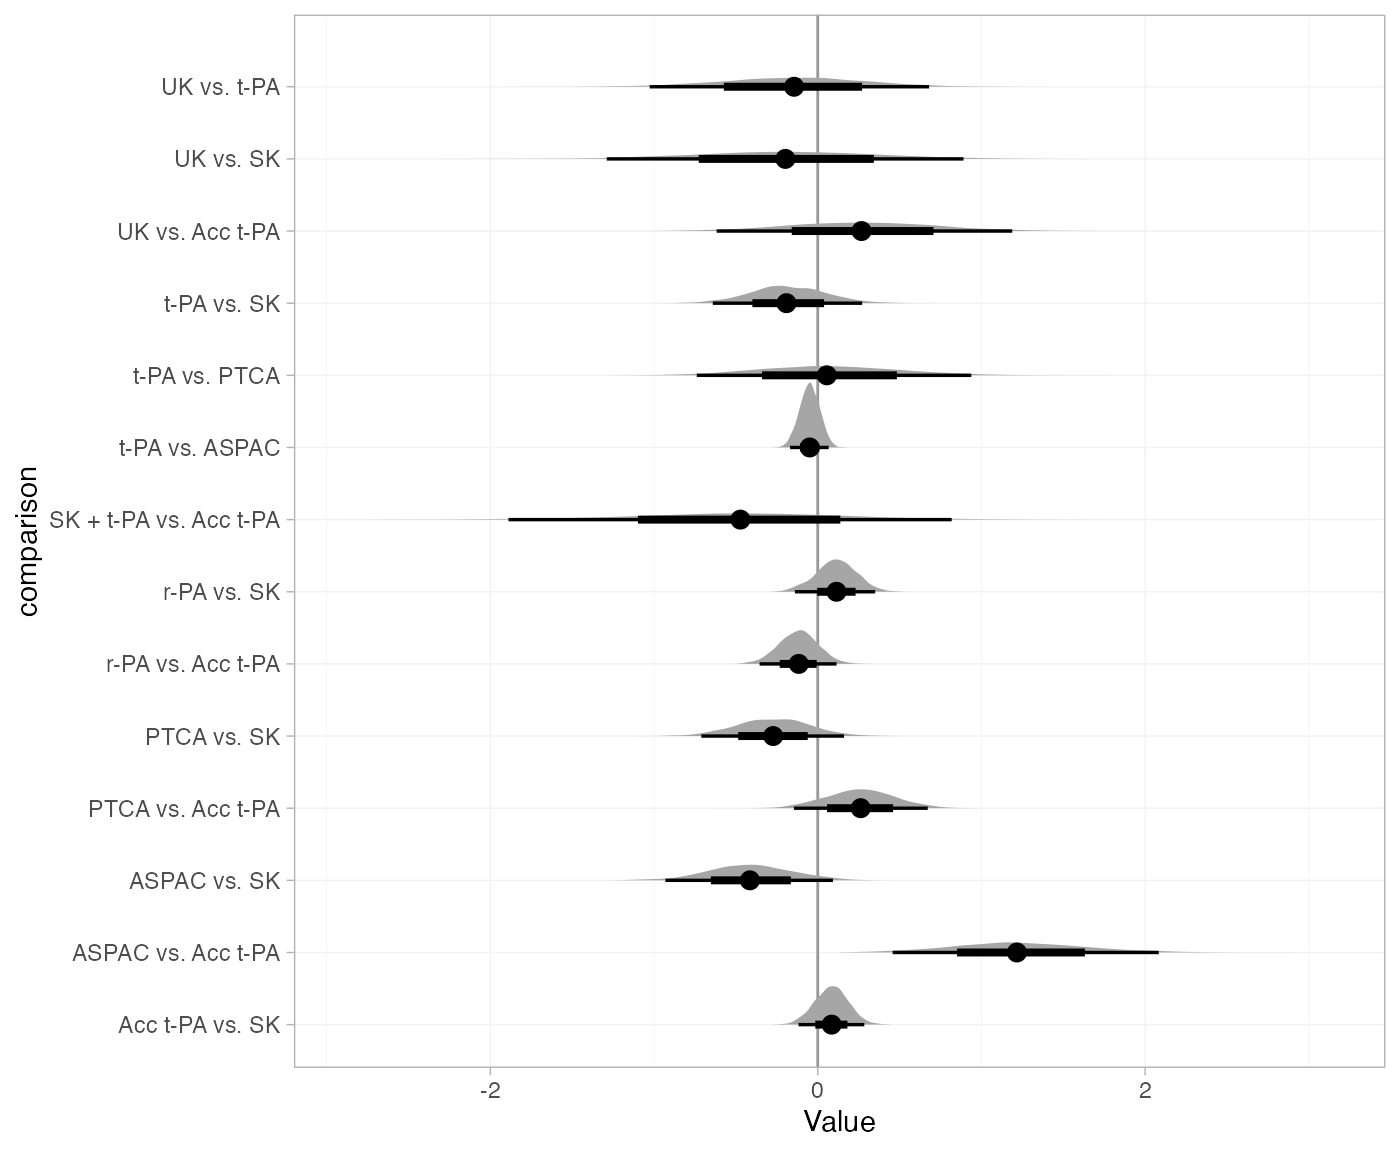 UK vs. t-PA
UK vs. SK
UK vs. Acc t-PA
t-PA vs. SK
t-PA vs. PTCA
t-PA vs. ASPAC
SK + t-PA vs. Acc t-PA
r-PA vs. SK
r-PA vs. Acc t-PA
PTCA vs. SK
PTCA vs. Acc t-PA
ASPAC vs. SK
ASPAC vs. Acc t-PA
Acc t-PA vs. SK
comparison
-2 0 2
Value